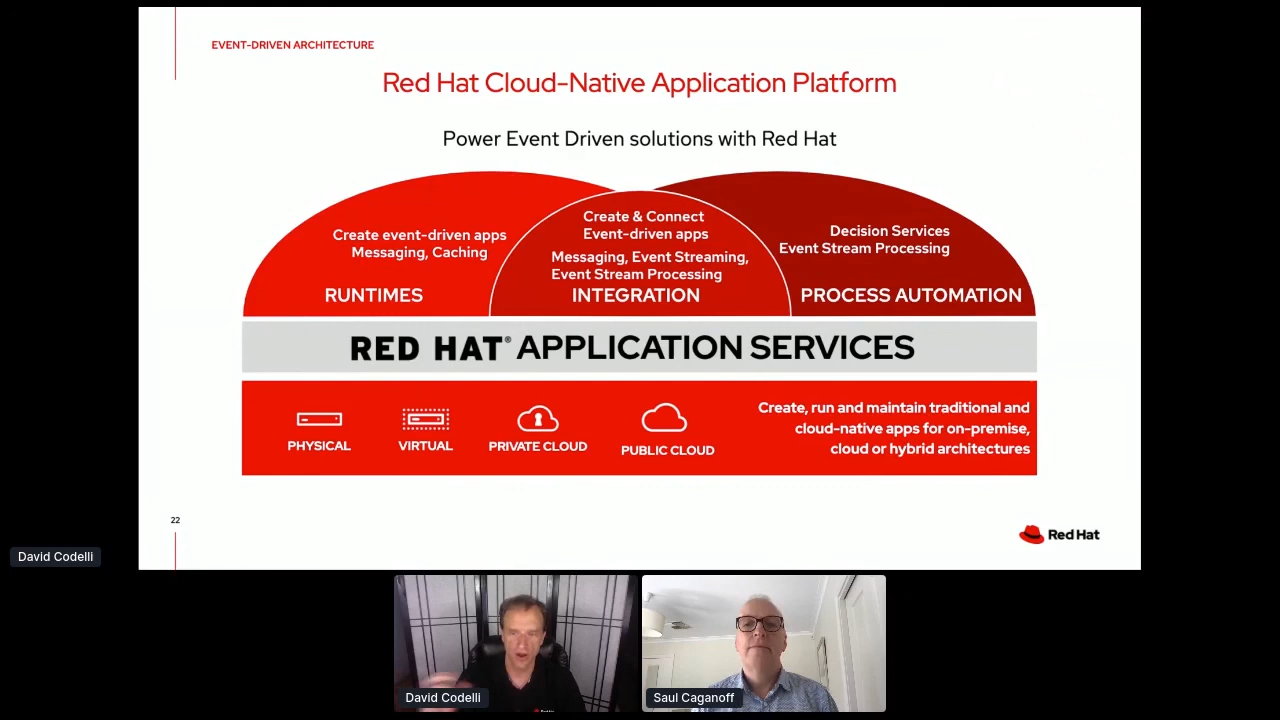 EVENT-DRIVEN ARCHITECTURE
Red Hat Cloud-Native Application Platform
Power Event Driven solutions with Red Hat
Create event-driven apps
Messaging, Caching
RUNTIMES
Create & Connect
Event-driven apps
Messaging, Event Streaming,
Event Stream Processing
INTEGRATION
Decision Services
Event Stream Processing
PROCESS AUTOMATION
RED HAT® APPLICATION SERVICES
PHYSICAL
VIRTUAL
PRIVATE CLOUD
PUBLIC CLOUD
Create, run and maintain traditional and
cloud-native apps for on-premise,
cloud or hybrid architectures
22
Red Hat
David Codelli
David Codelli
Saul Caganoff